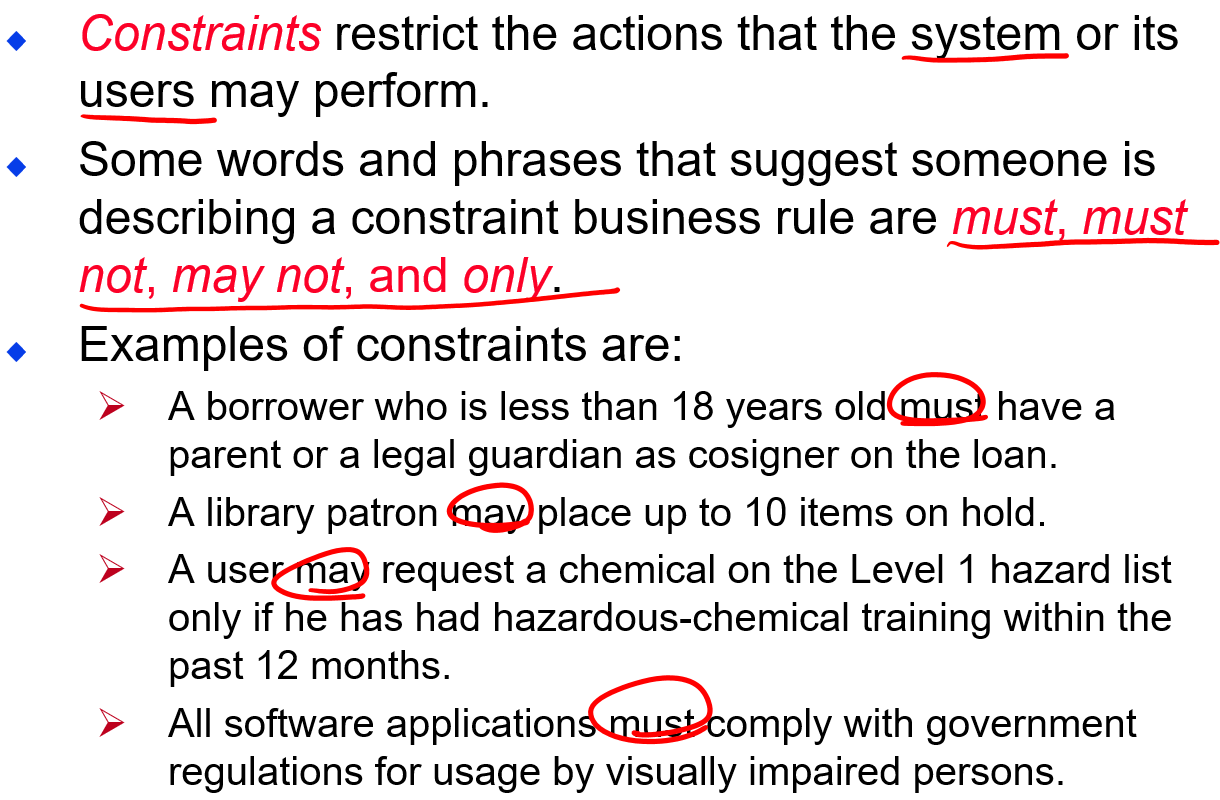 Constraints restrict the actions that the system or its
users may perform.
Some words and phrases that suggest someone is
describing a constraint business rule are must, must
not, may not, and only.
Examples of constraints are:
A borrower who is less than 18 years old must have a
parent or a legal guardian as cosigner on the loan.
A library patron may place up to 10 items on hold.
A user may request a chemical on the Level 1 hazard list
only if he has had hazardous-chemical training within the
past 12 months.
All software applications must comply with government
regulations for usage by visually impaired persons.